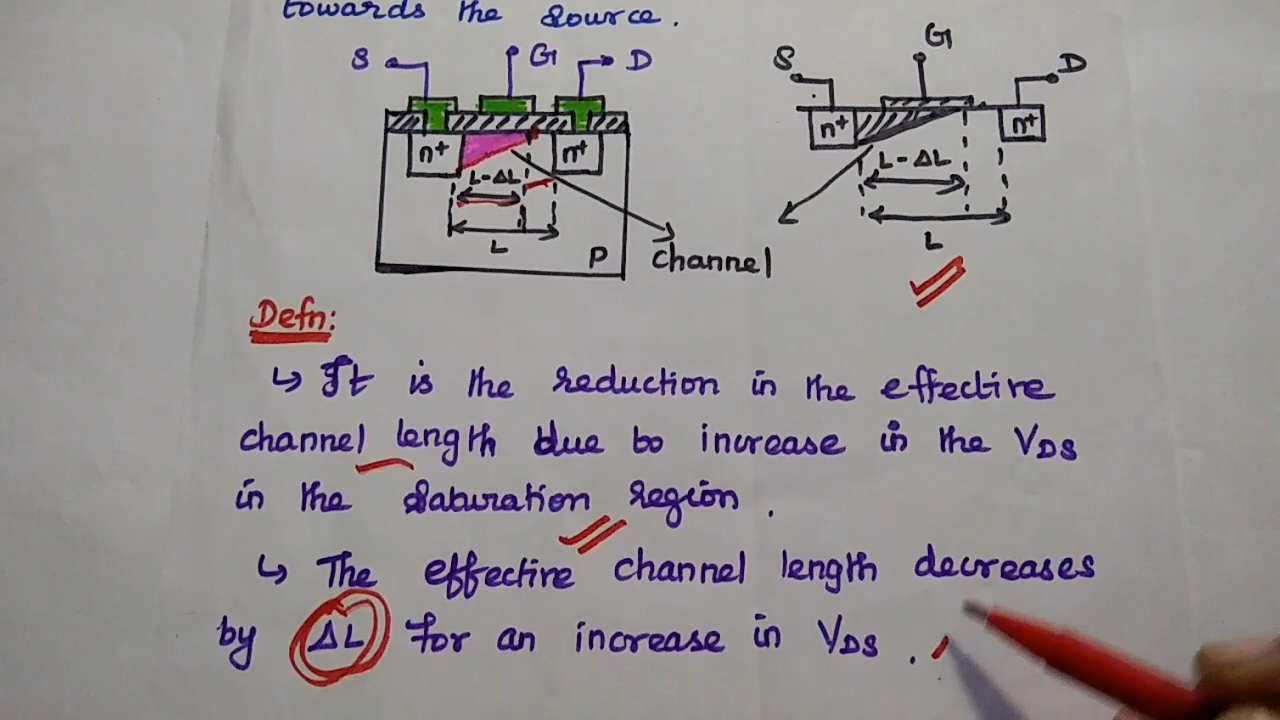 towards the source.
S G D
G
S D
n+ n+
n+ n+
L-ΔL
L-ΔL
L
L
P
channel
Defn:
↳ It is the reduction in the effective
channel length due to increase in the VDS
in the saturation region.
↳ The effective channel length decreases
by ΔL for an increase in VDS.